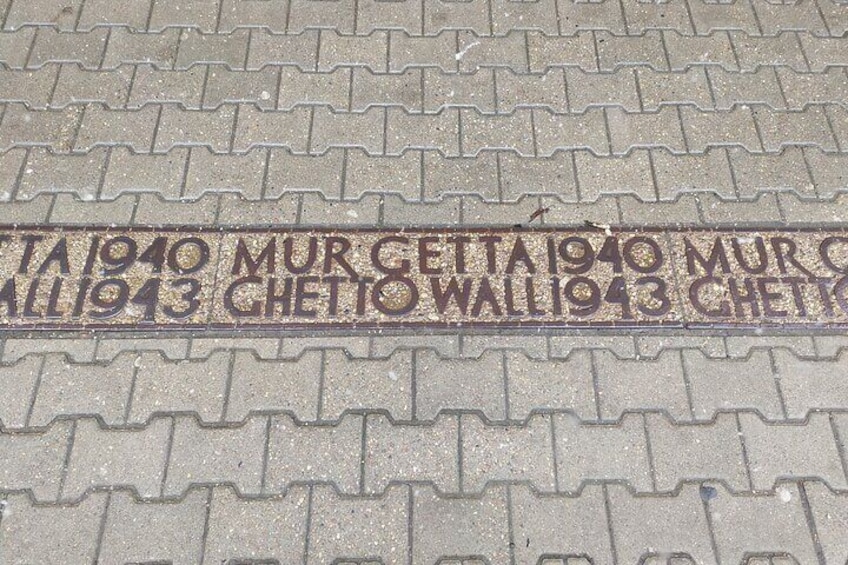 TTA 1940 MUR GETTA 1940 MUR G
ALL 1943 GHETTO WALL 1943 GHETTO